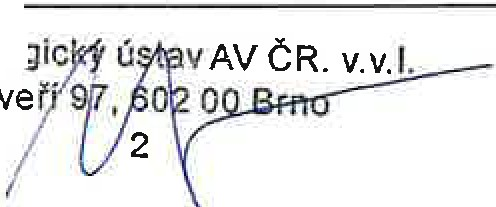 gický ústav AV ČR. v.v.I.
veří 97, 602 00 Brno
2